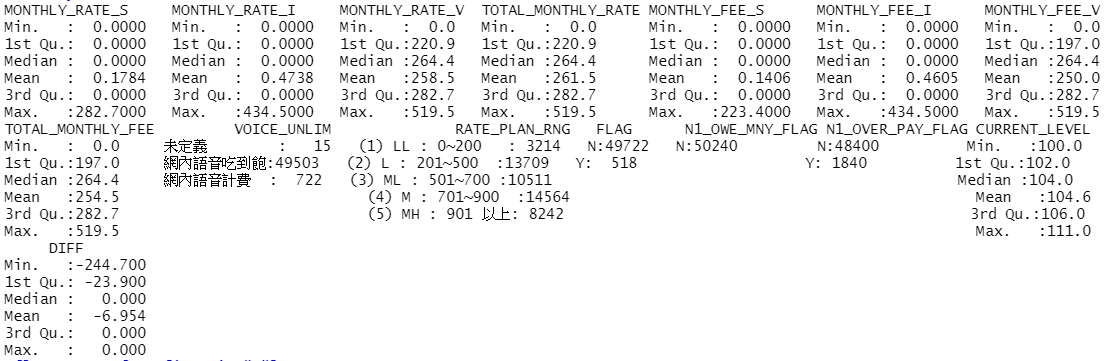 MONTHLY_RATE_S MONTHLY_RATE_I MONTHLY_RATE_V TOTAL_MONTHLY_RATE MONTHLY_FEE_S MONTHLY_FEE_I MONTHLY_FEE_V
Min. : 0.0000 Min. : 0.0000 Min. : 0.0 Min. : 0.0 Min. : 0.0000 Min. : 0.0000 Min. : 0.0
1st Qu.: 0.0000 1st Qu.: 0.0000 1st Qu.:220.9 1st Qu.:220.9 1st Qu.: 0.0000 1st Qu.: 0.0000 1st Qu.:197.0
Median : 0.0000 Median : 0.0000 Median :264.4 Median :264.4 Median : 0.0000 Median : 0.0000 Median :264.4
Mean : 0.1784 Mean : 0.4738 Mean :258.5 Mean :261.5 Mean : 0.1406 Mean : 0.4605 Mean :250.0
3rd Qu.: 0.0000 3rd Qu.: 0.0000 3rd Qu.:282.7 3rd Qu.:282.7 3rd Qu.: 0.0000 3rd Qu.: 0.0000 3rd Qu.:282.7
Max. :282.7000 Max. :434.5000 Max. :519.5 Max. :519.5 Max. :223.4000 Max. :434.5000 Max. :519.5
TOTAL_MONTHLY_FEE VOICE_UNLIM RATE_PLAN_RNG FLAG N1_OWE_MNY_FLAG N1_OVER_PAY_FLAG CURRENT_LEVEL
Min. : 0.0 未定義 : 15 (1) LL : 0~200 : 3214 N:49722 N:50240 N:48400 Min. :100.0
1st Qu.:197.0 網內語音吃到飽:49503 (2) L : 201~500 :13709 Y: 518 Y: 1840 1st Qu.:102.0
Median :264.4 網內語音計費 : 722 (3) ML : 501~700 :10511 Median :104.0
Mean :254.5 (4) M : 701~900 :14564 Mean :104.6
3rd Qu.:282.7 (5) MH : 901 以上: 8242 3rd Qu.:106.0
Max. :519.5 Max. :111.0
DIFF
Min. :-244.700
1st Qu.: -23.900
Median : 0.000
Mean : -6.954
3rd Qu.: 0.000
Max. : 0.000